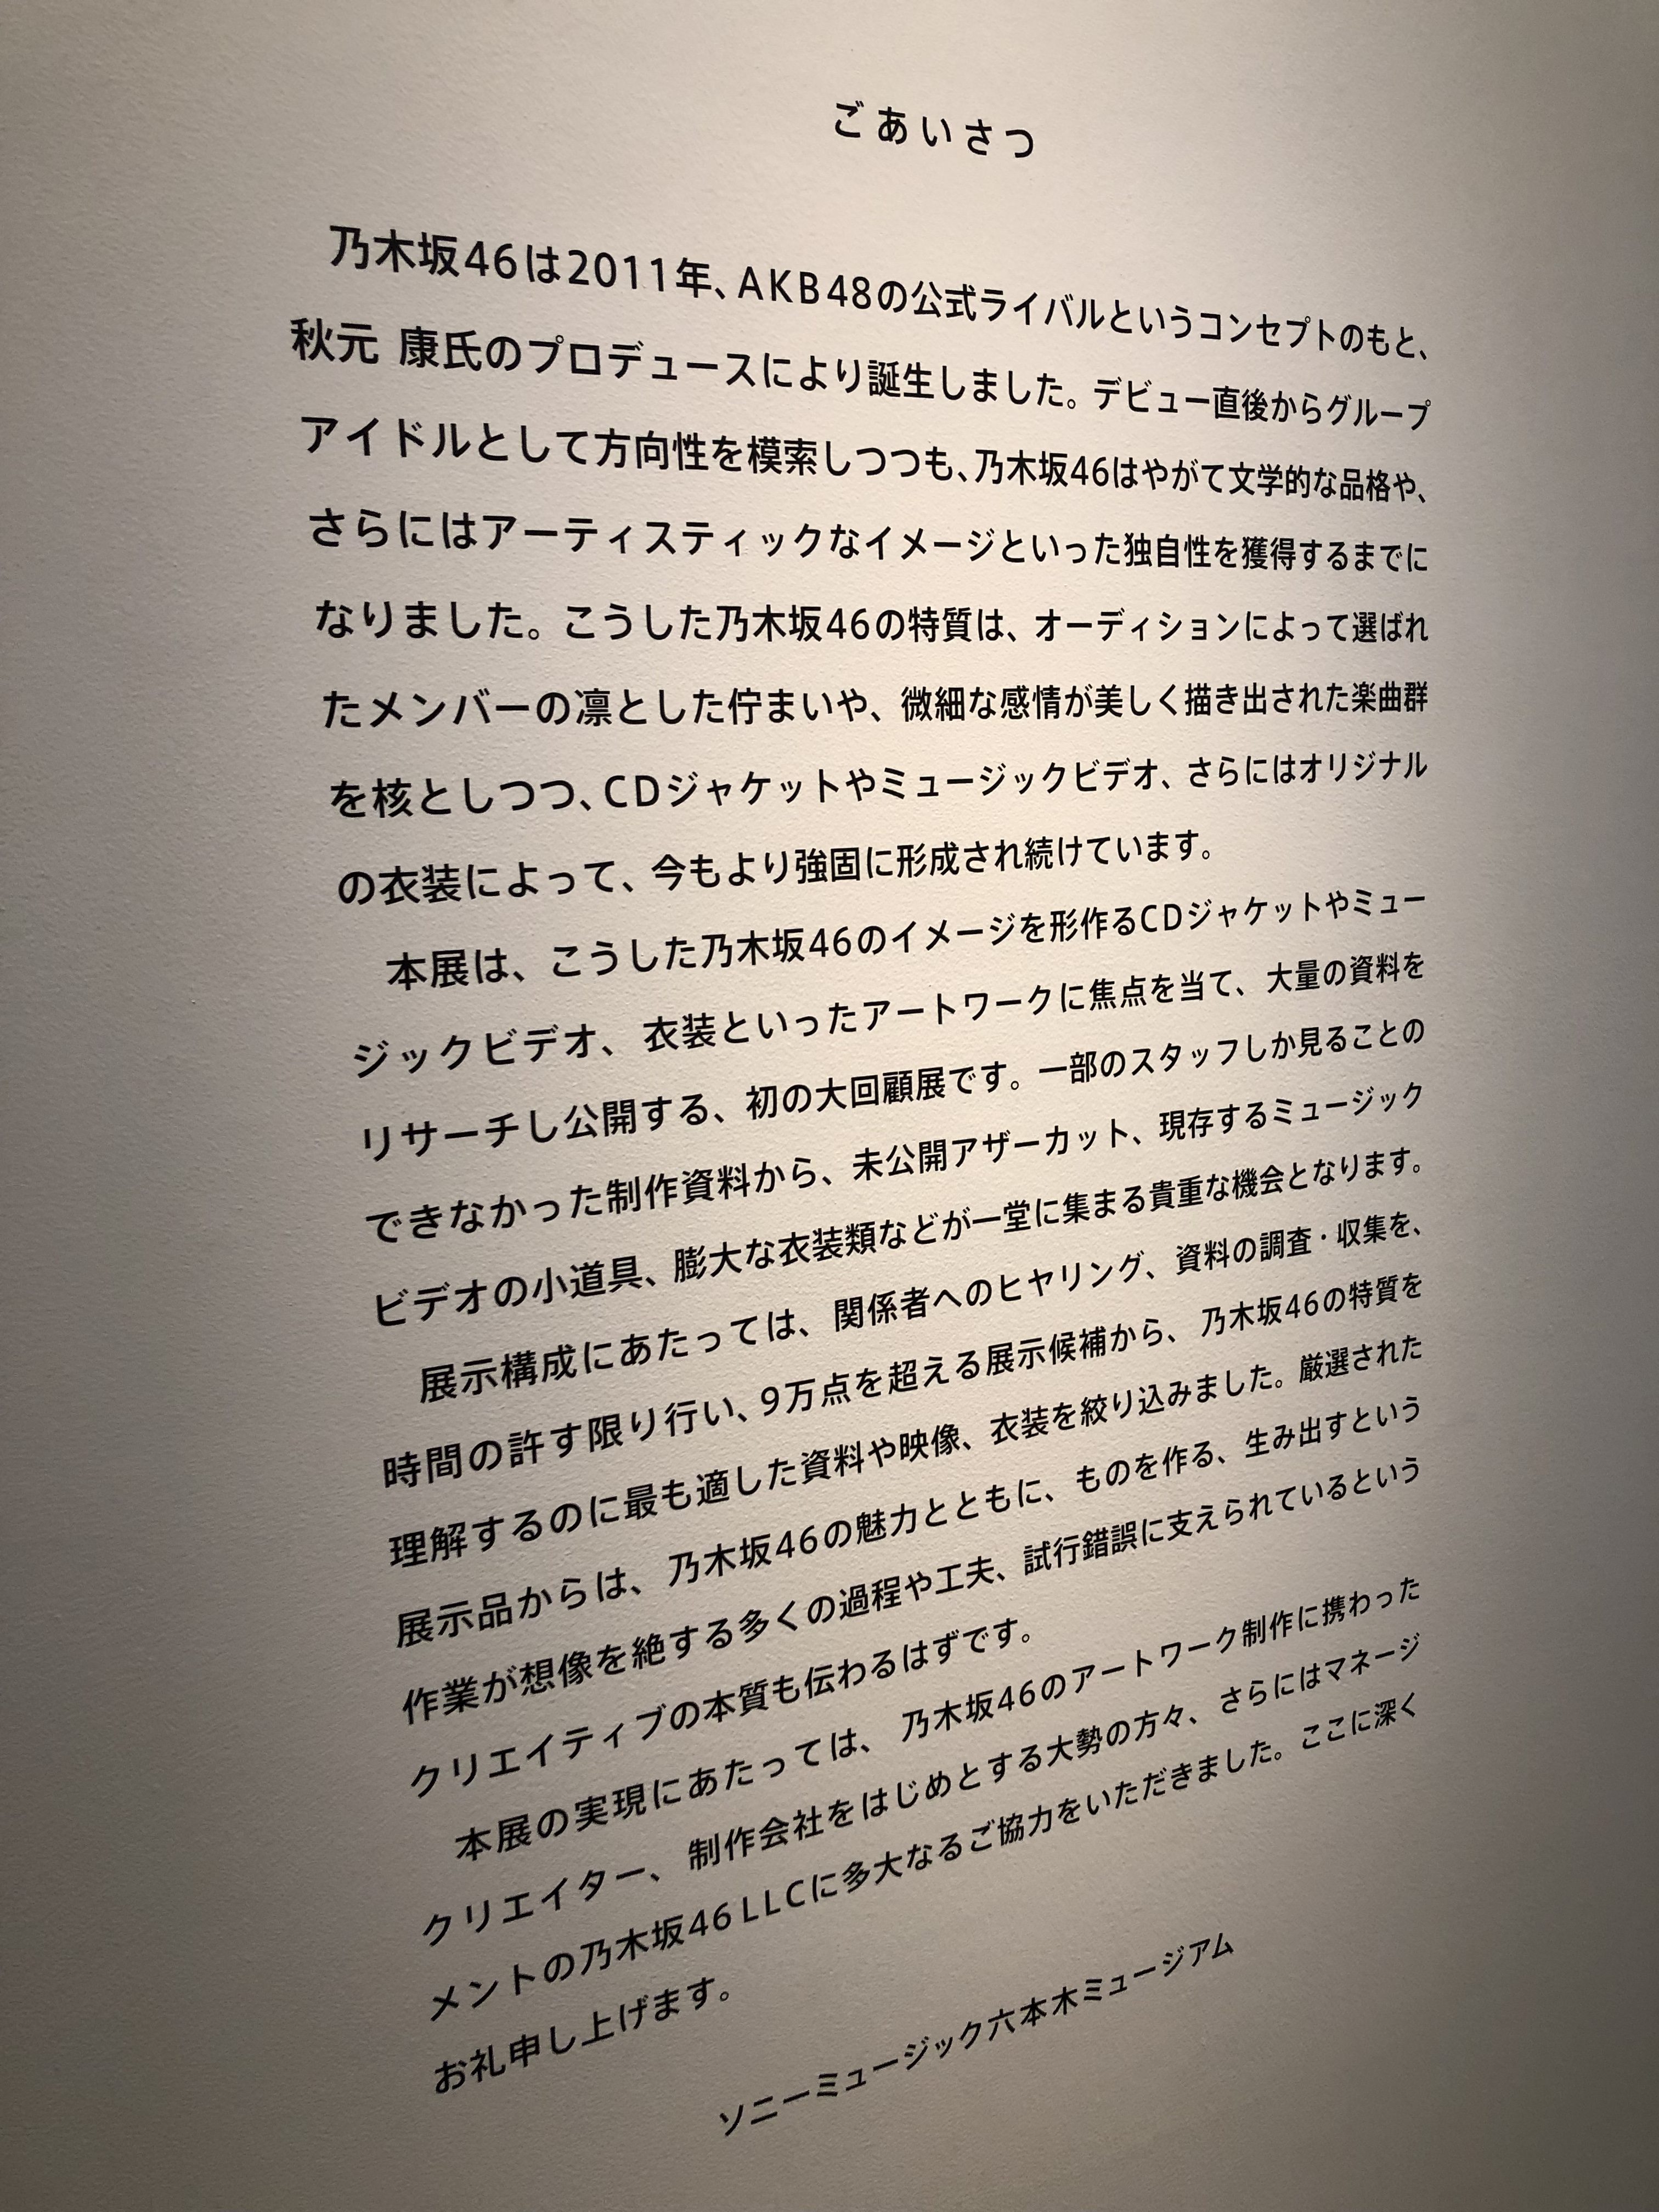 ごあいさつ
乃木坂46は2011年、AKB48の公式ライバルというコンセプトのもと、
秋元 康氏のプロデュースにより誕生しました。デビュー直後からグループ
アイドルとして方向性を模索しつつも、乃木坂46はやがて文学的な品格や、
さらにはアーティスティックなイメージといった独自性を獲得するまでに
なりました。こうした乃木坂46の特質は、オーディションによって選ばれ
たメンバーの凛とした佇まいや、微細な感情が美しく描き出された楽曲群
を核としつつ、CDジャケットやミュージックビデオ、さらにはオリジナル
の衣装によって、今もより強固に形成され続けています。
本展は、こうした乃木坂46のイメージを形作るCDジャケットやミュー
ジックビデオ、衣装といったアートワークに焦点を当て、大量の資料を
リサーチし公開する、初の大回顧展です。一部のスタッフしか見ることの
できなかった制作資料から、未公開アザーカット、現存するミュージック
ビデオの小道具、膨大な衣装類などが一堂に集まる貴重な機会となります。
展示構成にあたっては、関係者へのヒヤリング、資料の調査・収集を、
時間の許す限り行い、9万点を超える展示候補から、乃木坂46の特質を
理解するのに最も適した資料や映像、衣装を絞り込みました。厳選された
展示品からは、乃木坂46の魅力とともに、ものを作る、生み出すという
作業が想像を絶する多くの過程や工夫、試行錯誤に支えられているという
クリエイティブの本質も伝わるはずです。
本展の実現にあたっては、乃木坂46のアートワーク制作に携わった
クリエイター、制作会社をはじめとする大勢の方々、さらにはマネージ
メントの乃木坂46LLCに多大なるご協力をいただきました。ここに深く
お礼申し上げます。
ソニーミュージック六本木ミュージアム